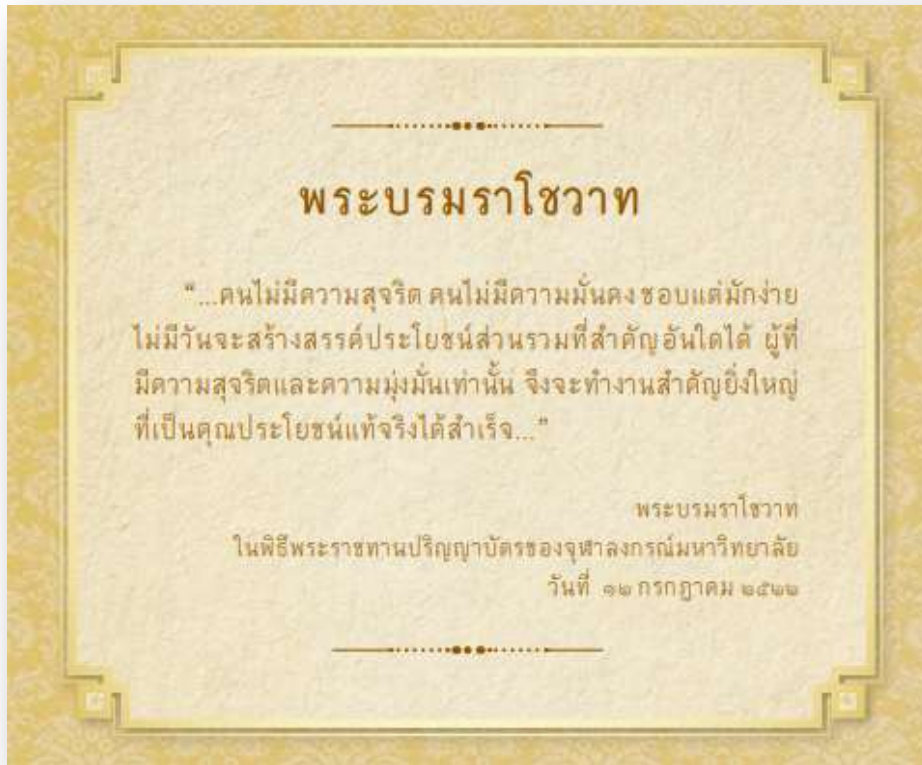 พระบรมราโชวาท
“...คนไม่มีความสุจริต คนไม่มีความมั่นคง ชอบแต่มักง่าย
ไม่มีวันจะสร้างสรรค์ประโยชน์ส่วนรวมที่สำคัญอันใดได้ ผู้ที่
มีความสุจริตและความมุ่งมั่นเท่านั้น จึงจะทำงานสำคัญยิ่งใหญ่
ที่เป็นคุณประโยชน์แท้จริงได้สำเร็จ...”
พระบรมราโชวาท
ในพิธีพระราชทานปริญญาบัตรของจุฬาลงกรณ์มหาวิทยาลัย
วันที่ ๑๒ กรกฎาคม ๒๕๒๒